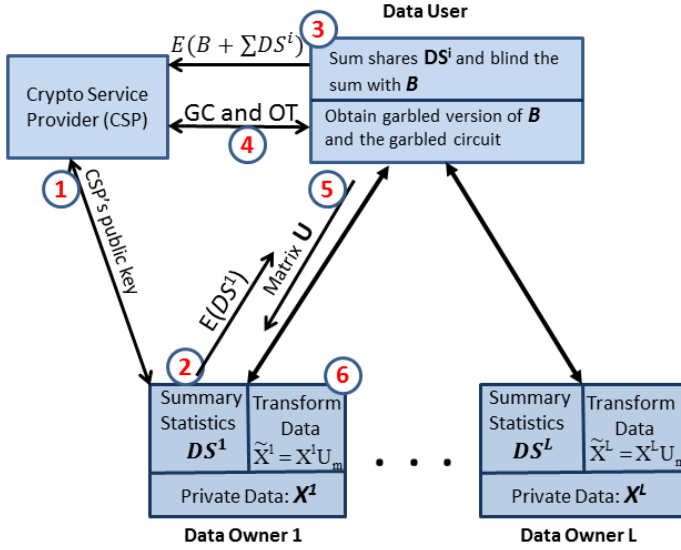 Data User
3
E(B + ∑DSⁱ)
Sum shares DSⁱ and blind the
sum with B
Crypto Service
Provider (CSP)
GC and OT
4
Obtain garbled version of B
and the garbled circuit
1
CSP's public key
5
Matrix U
E(DS¹)
2
6
Summary
Statistics
DS¹
Transform
Data
X̃¹ = X¹Uₘ
Private Data: X¹
Data Owner 1
. . .
Summary
Statistics
DSᴸ
Transform
Data
X̃ᴸ = XᴸUₘ
Private Data: Xᴸ
Data Owner L